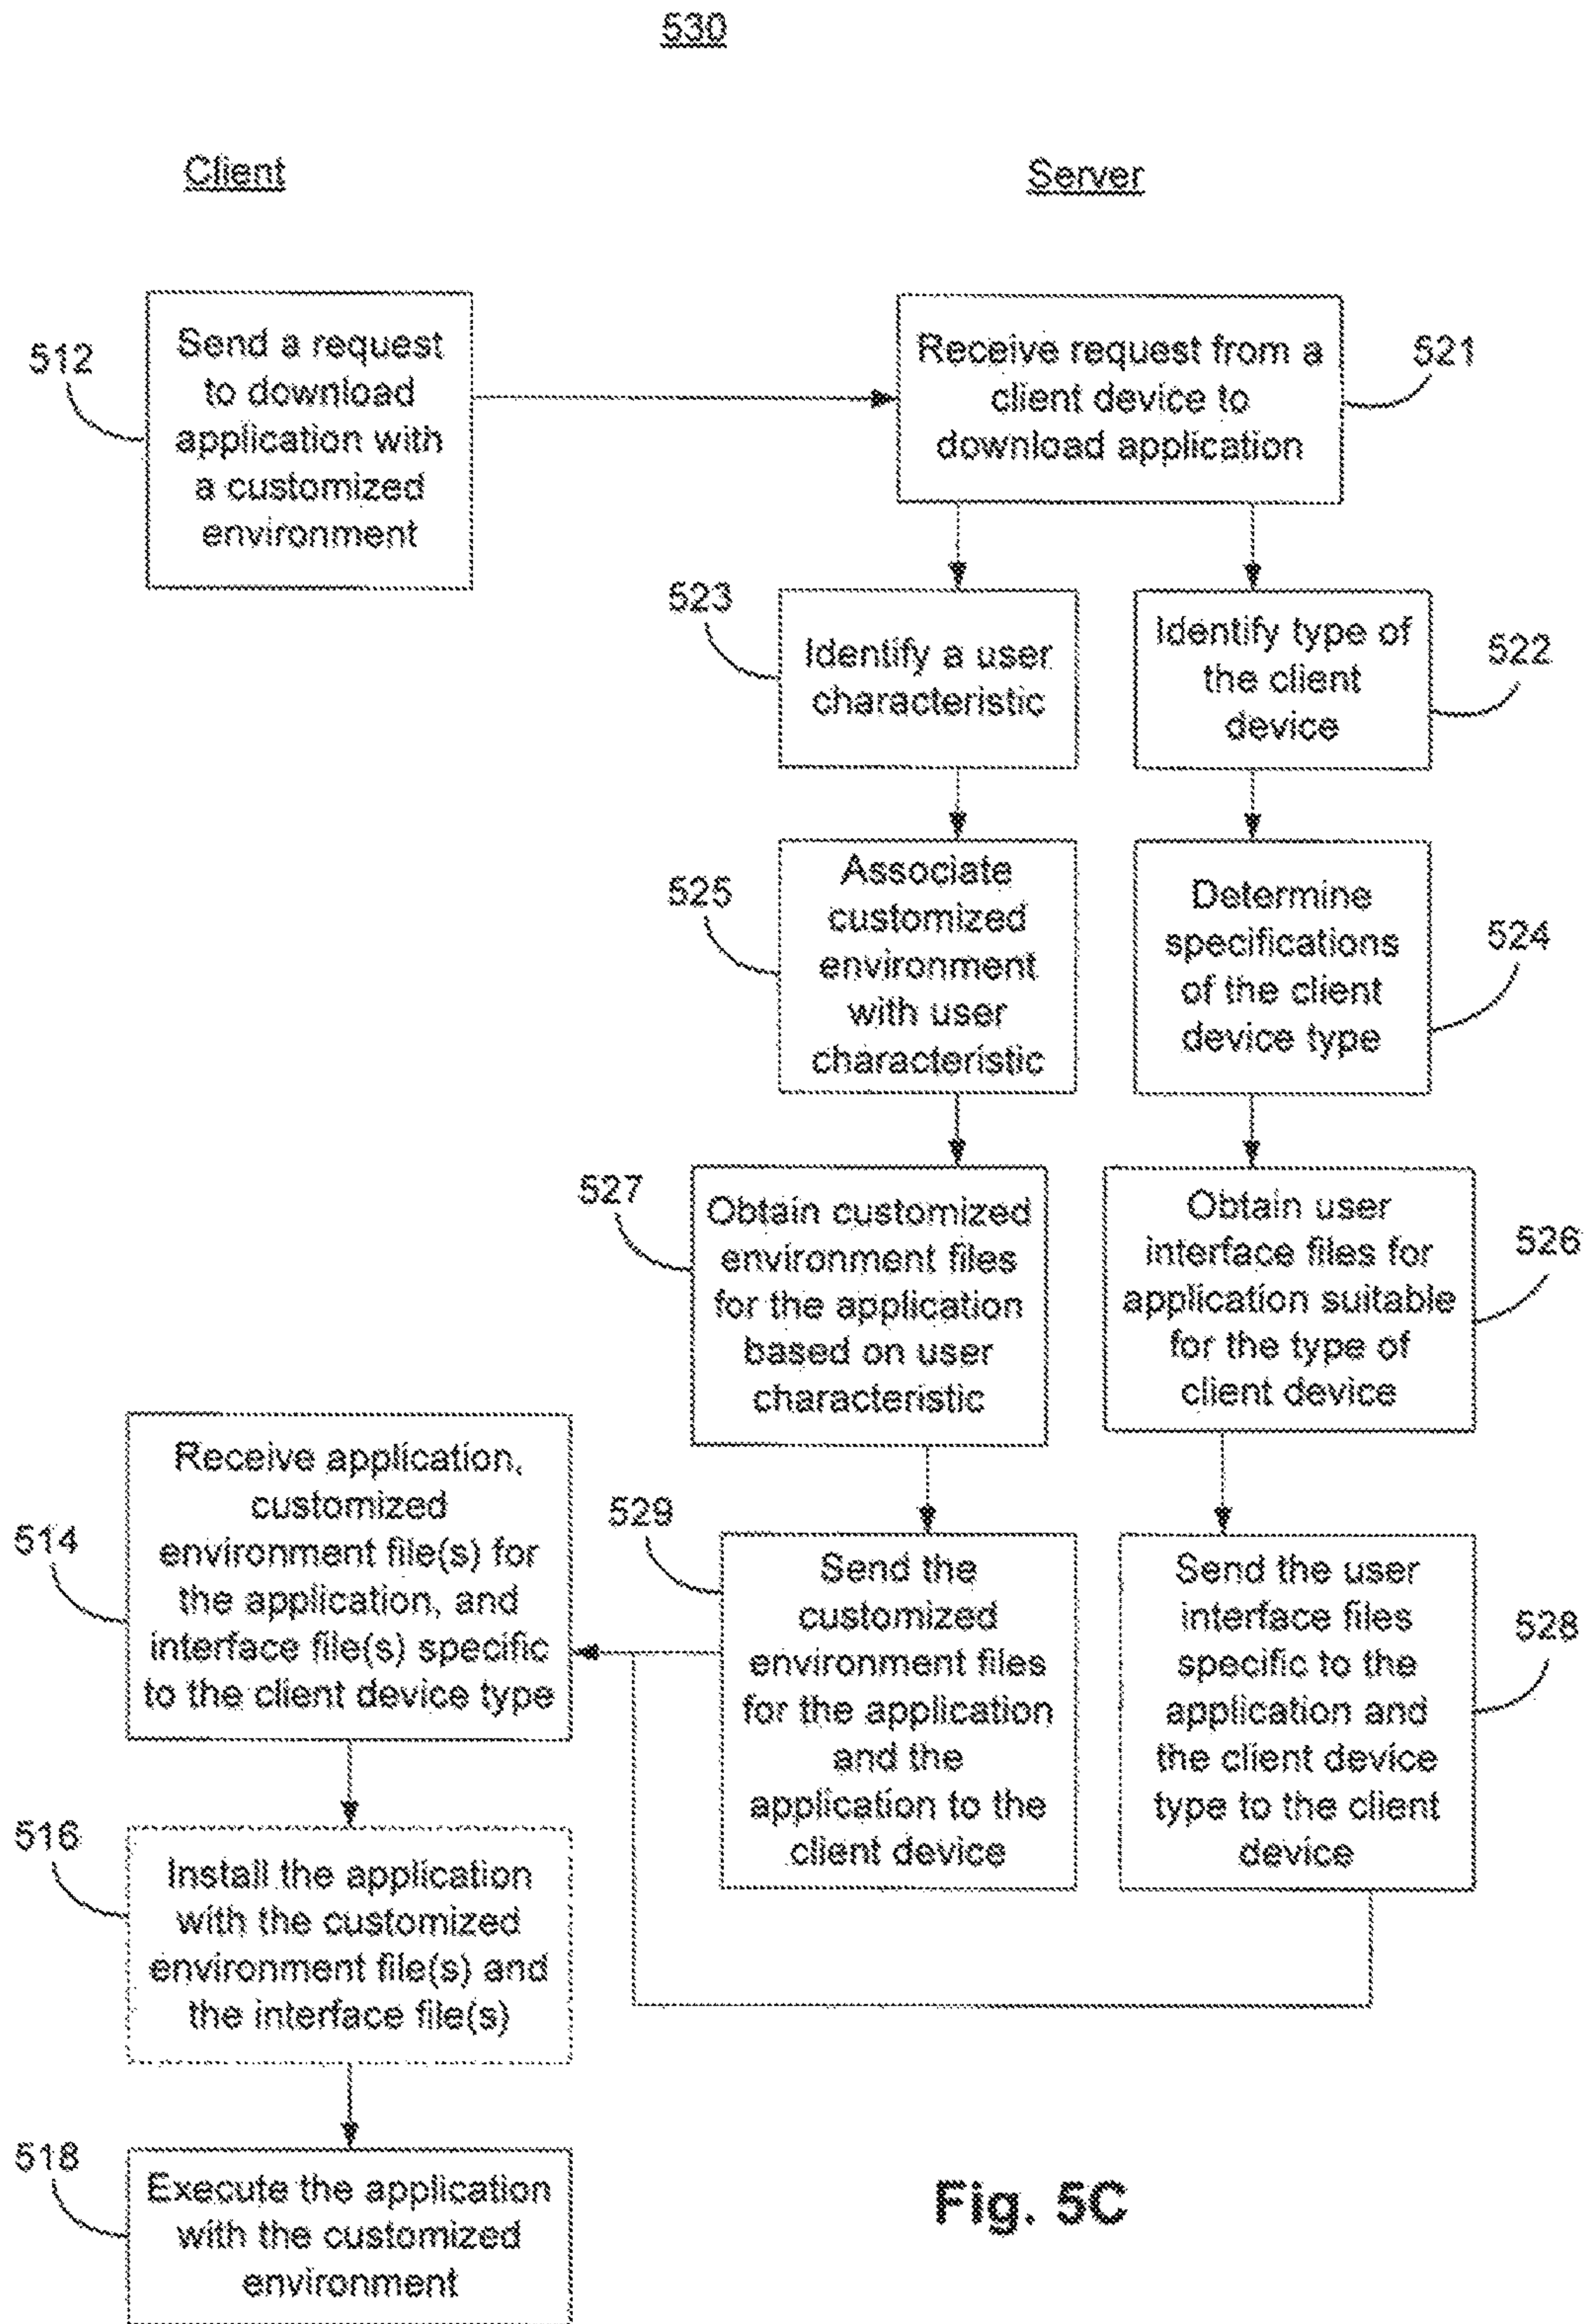 530
Client
Server
512
Send a request
to download
application with
a customized
environment
Receive request from a
client device to
download application
521
523
Identify a user
characteristic
Identify type of
the client
device
522
525
Associate
customized
environment
with user
characteristic
Determine
specifications
of the client
device type
524
527
Obtain customized
environment files
for the application
based on user
characteristic
Obtain user
interface files for
application suitable
for the type of
client device
526
514
Receive application,
customized
environment file(s) for
the application, and
interface file(s) specific
to the client device type
529
Send the
customized
environment files
for the application
and the
application to the
client device
Send the user
interface files
specific to the
application and
the client device
type to the client
device
528
516
Install the application
with the customized
environment file(s) and
the interface file(s)
518
Execute the application
with the customized
environment
Fig. 5C